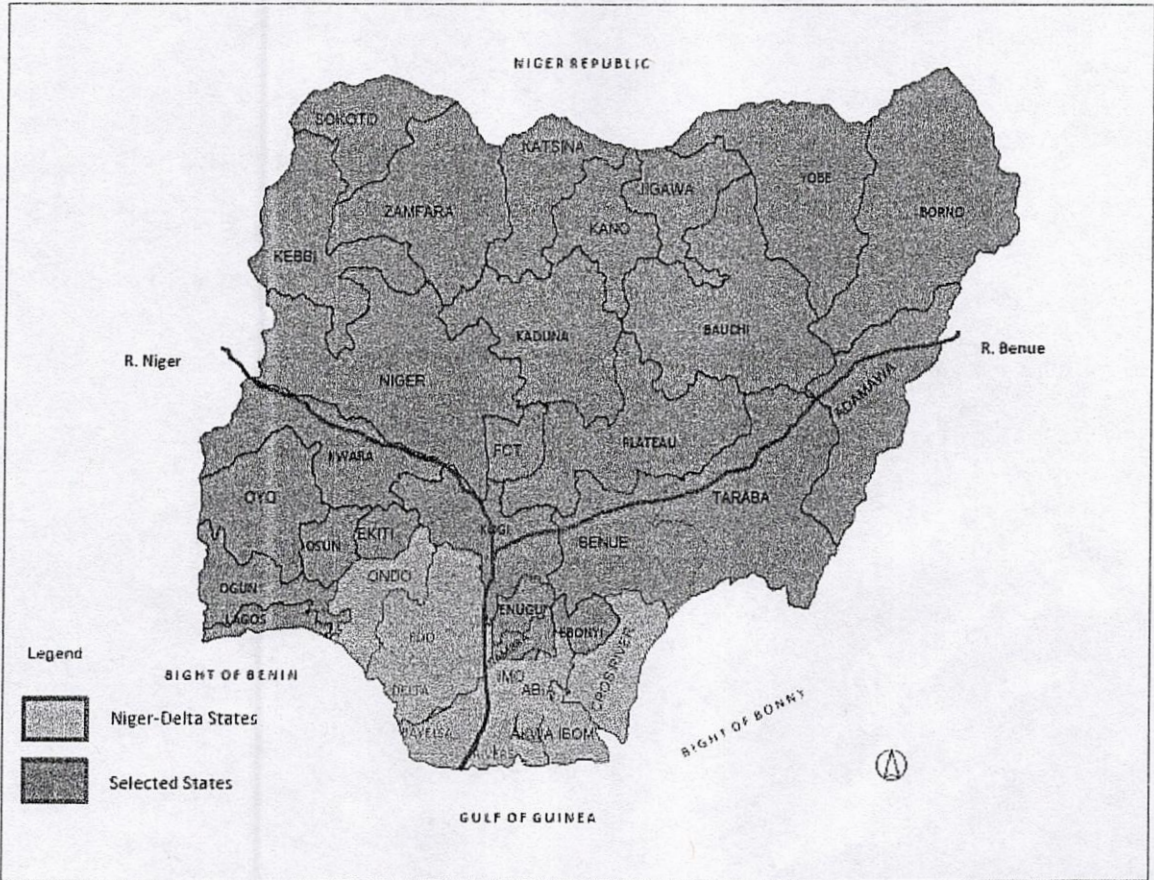 NIGER REPUBLIC
SOKOTO
KATSINA
JIGAWA
YOBE
ZAMFARA
KANO
BORNO
KEBBI
KADUNA
BAUCHI
R. Niger
R. Benue
NIGER
ADAMAWA
FCT
PLATEAU
KWARA
OYO
TARABA
KOGI
OSUN
EKITI
BENUE
ONDO
OGUN
ENUGU
LAGOS
EDO
EBONYI
CROSRIVER
Legend
IMO
ABIA
BIGHT OF BENIN
DELTA
Niger-Delta States
BAYELSA
AKWA IBOM
BIGHT OF BONNY
Selected States
GULF OF GUINEA